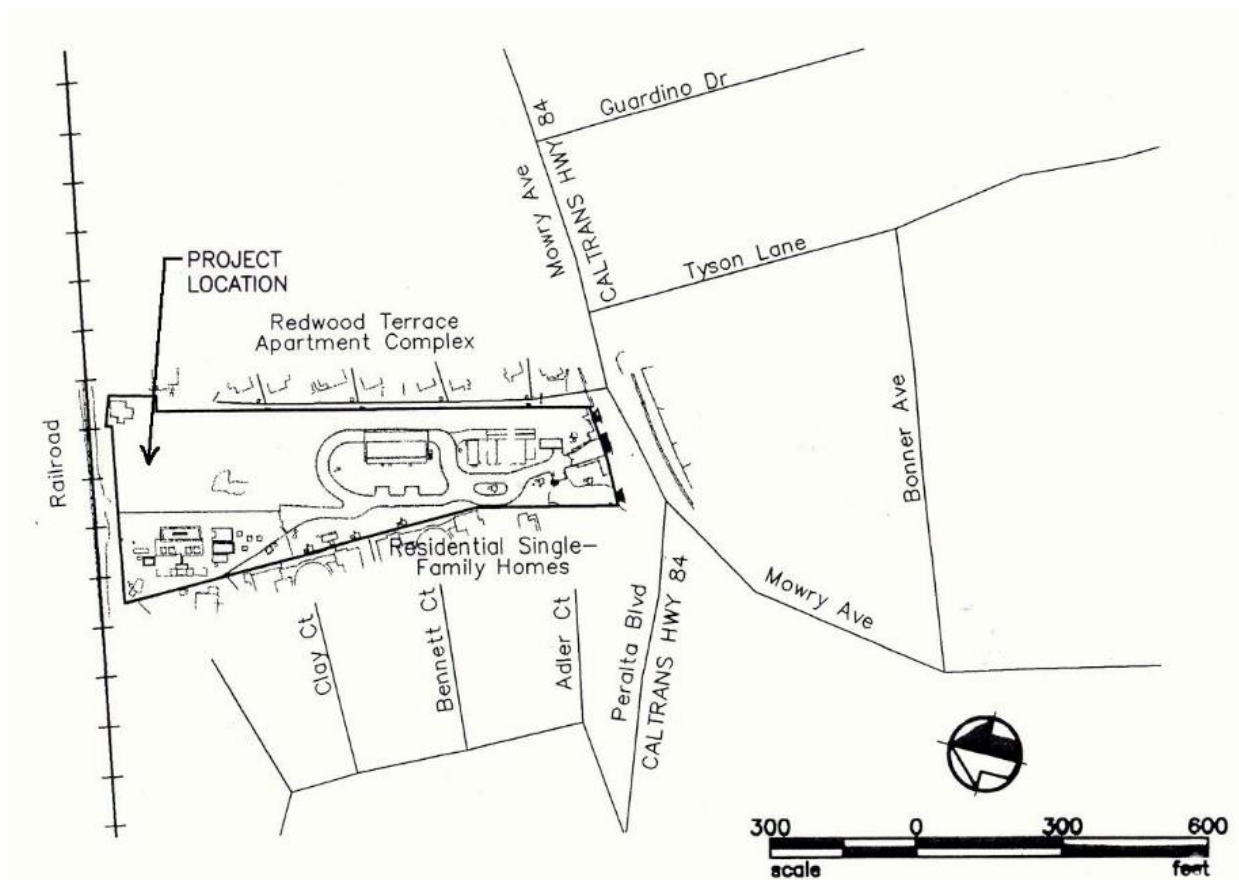 Guardino Dr
Mowry Ave
CALTRANS HWY 84
Tyson Lane
PROJECT
LOCATION
Redwood Terrace
Apartment Complex
Railroad
Bonner Ave
Residential Single-
Family Homes
Clay Ct
Bennett Ct
Adler Ct
Peralta Blvd
CALTRANS HWY 84
Mowry Ave
300 0 300 600
scale feet